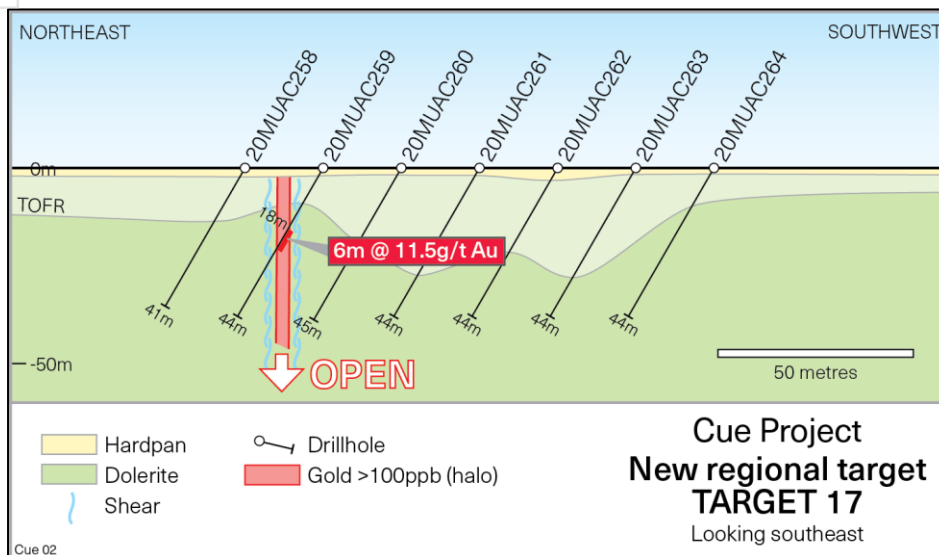 NORTHEAST
SOUTHWEST
20MUAC258
20MUAC259
20MUAC260
20MUAC261
20MUAC262
20MUAC263
20MUAC264
0m
TOFR
18m
6m @ 11.5g/t Au
41m
44m
45m
44m
44m
44m
44m
-50m
OPEN
50 metres
Hardpan
Drillhole
Dolerite
Gold >100ppb (halo)
Shear
Cue Project
New regional target
TARGET 17
Looking southeast
Cue 02